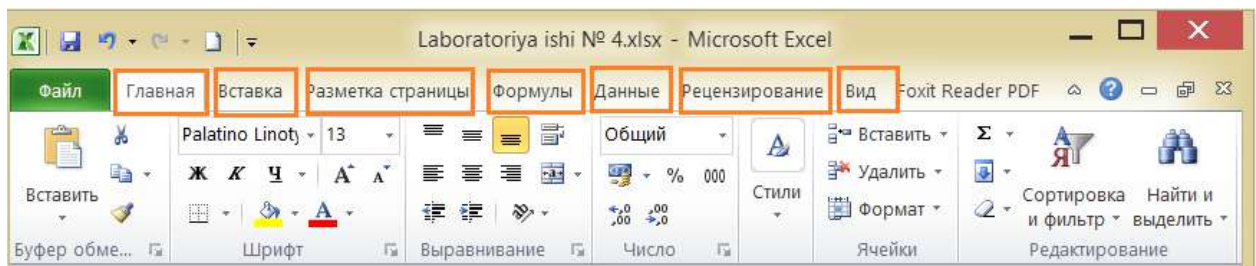 Laboratoriya ishi № 4.xlsx - Microsoft Excel
Файл Главная Вставка Разметка страницы Формулы Данные Рецензирование Вид Foxit Reader PDF
Palatino Linoty 13 Общий Вставить Σ
Ж К Ч А А % 000 Удалить
Вставить Стили Формат Сортировка и фильтр Найти и выделить
Буфер обме... Шрифт Выравнивание Число Ячейки Редактирование